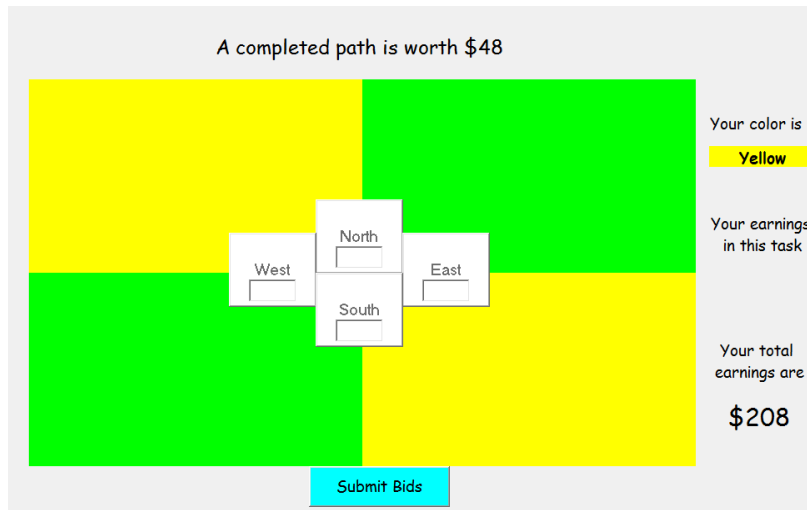 A completed path is worth $48
Your color is
Yellow
Your earnings
in this task
North
West
East
South
Your total
earnings are
$208
Submit Bids